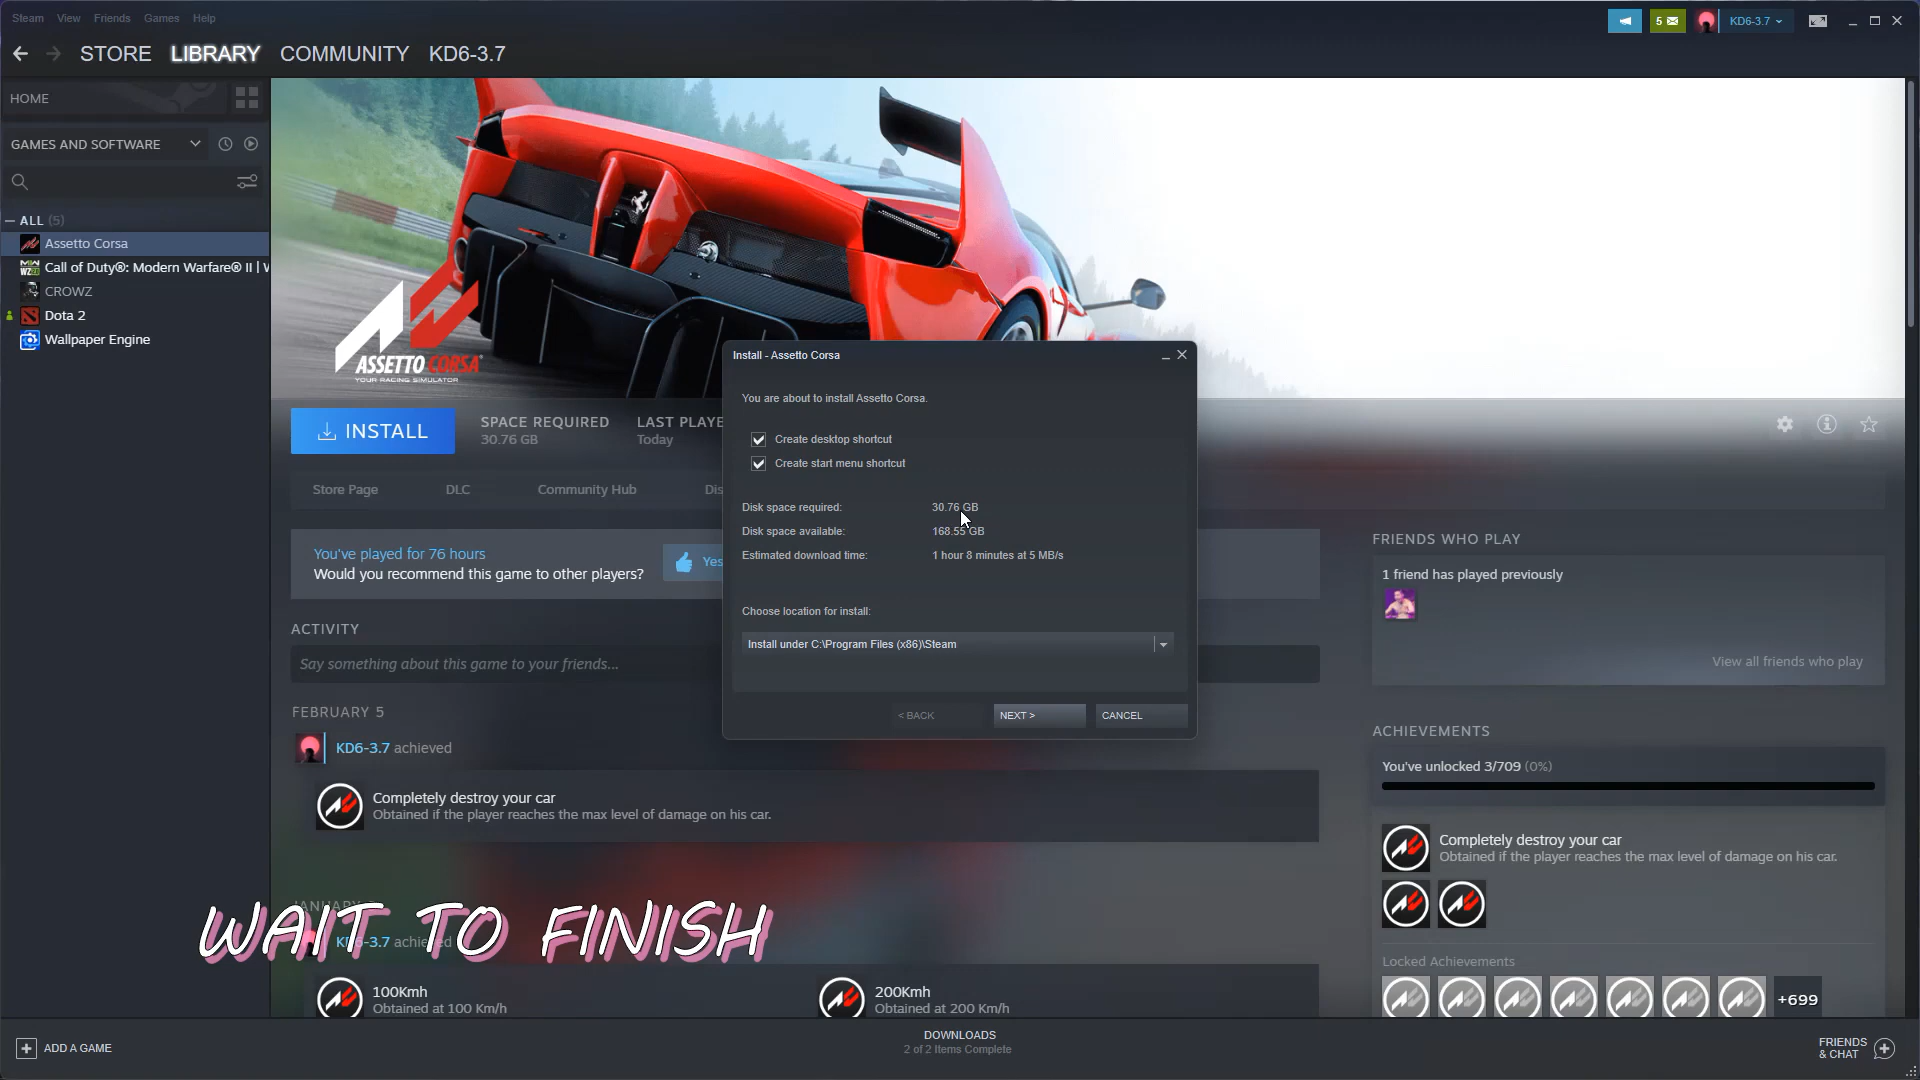 Steam View Friends Games Help
5
KD6-3.7
STORE LIBRARY COMMUNITY KD6-3.7
HOME
GAMES AND SOFTWARE
ALL (5)
Assetto Corsa
Call of Duty®: Modern Warfare® II |
CROWZ
Dota 2
Wallpaper Engine
ASSETTO CORSA
YOUR RACING SIMULATOR
INSTALL
SPACE REQUIRED
30.76 GB
LAST PLAYE
Today
Store Page DLC Community Hub Dis
You've played for 76 hours
Would you recommend this game to other players?
Yes
ACTIVITY
Say something about this game to your friends...
FEBRUARY 5
KD6-3.7 achieved
Completely destroy your car
Obtained if the player reaches the max level of damage on his car.
WAIT TO FINISH
KD6-3.7 achieved
100Kmh
Obtained at 100 Km/h
200Kmh
Obtained at 200 Km/h
Install - Assetto Corsa
You are about to install Assetto Corsa.
Create desktop shortcut
Create start menu shortcut
Disk space required: 30.76 GB
Disk space available: 168.55 GB
Estimated download time: 1 hour 8 minutes at 5 MB/s
Choose location for install:
Install under C:\Program Files (x86)\Steam
< BACK NEXT > CANCEL
FRIENDS WHO PLAY
1 friend has played previously
View all friends who play
ACHIEVEMENTS
You've unlocked 3/709 (0%)
Completely destroy your car
Obtained if the player reaches the max level of damage on his car.
Locked Achievements
+699
ADD A GAME
DOWNLOADS
2 of 2 Items Complete
FRIENDS
& CHAT